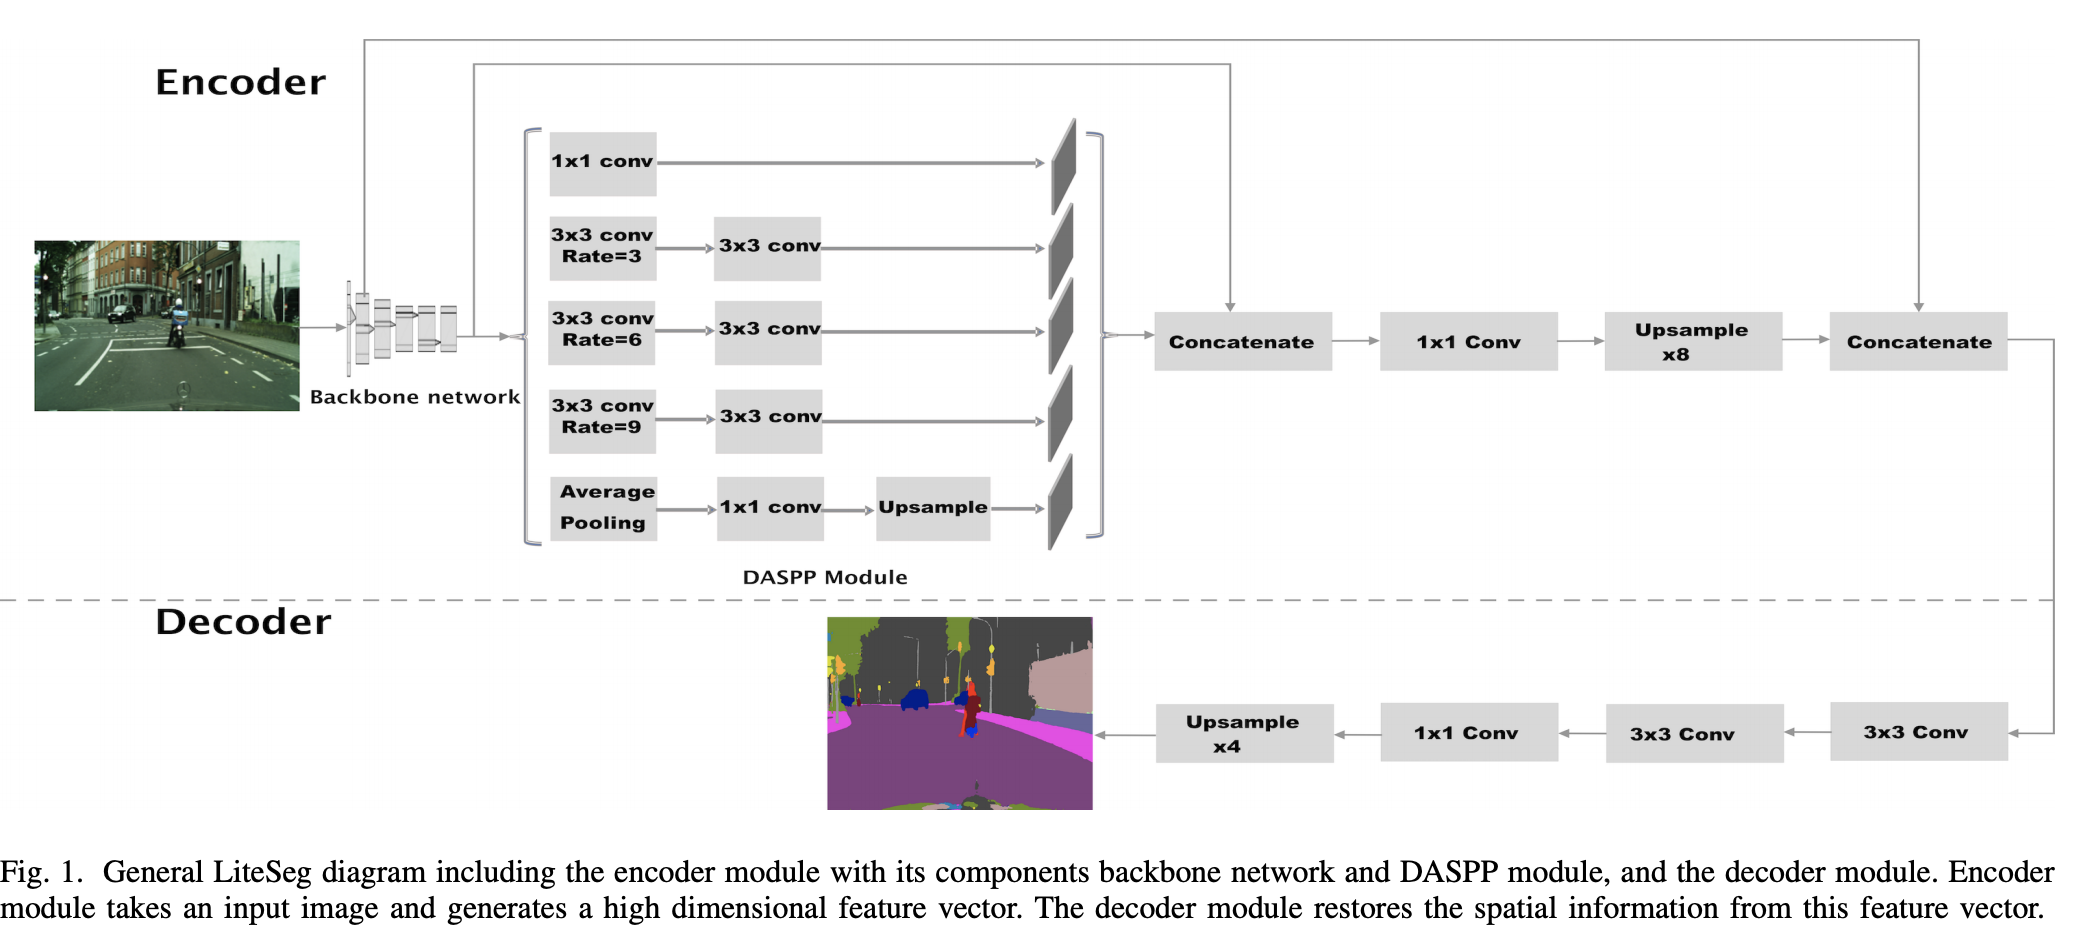 Encoder
1x1 conv
3x3 conv
Rate=3
3x3 conv
3x3 conv
Rate=6
3x3 conv
3x3 conv
Rate=9
3x3 conv
Average
Pooling
1x1 conv
Upsample
Backbone network
DASPP Module
Concatenate
1x1 Conv
Upsample
x8
Concatenate
Decoder
Upsample
x4
1x1 Conv
3x3 Conv
3x3 Conv
Fig. 1. General LiteSeg diagram including the encoder module with its components backbone network and DASPP module, and the decoder module. Encoder
module takes an input image and generates a high dimensional feature vector. The decoder module restores the spatial information from this feature vector.